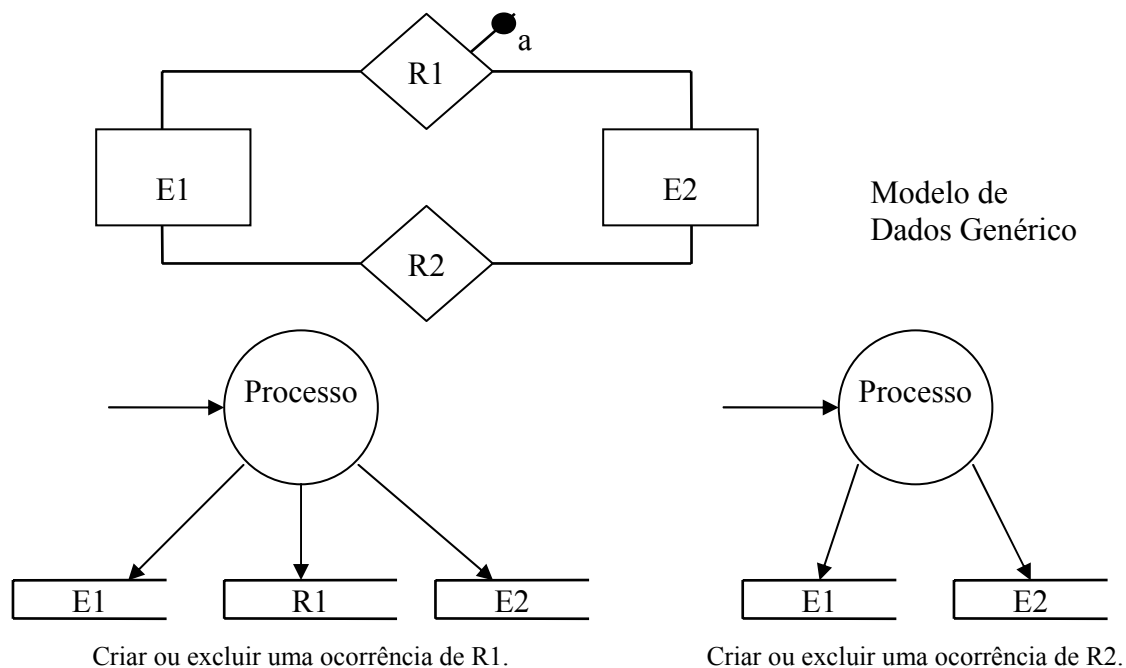 a
R1
E1
E2
Modelo de
Dados Genérico
R2
Processo
Processo
E1
R1
E2
E1
E2
Criar ou excluir uma ocorrência de R1.
Criar ou excluir uma ocorrência de R2.